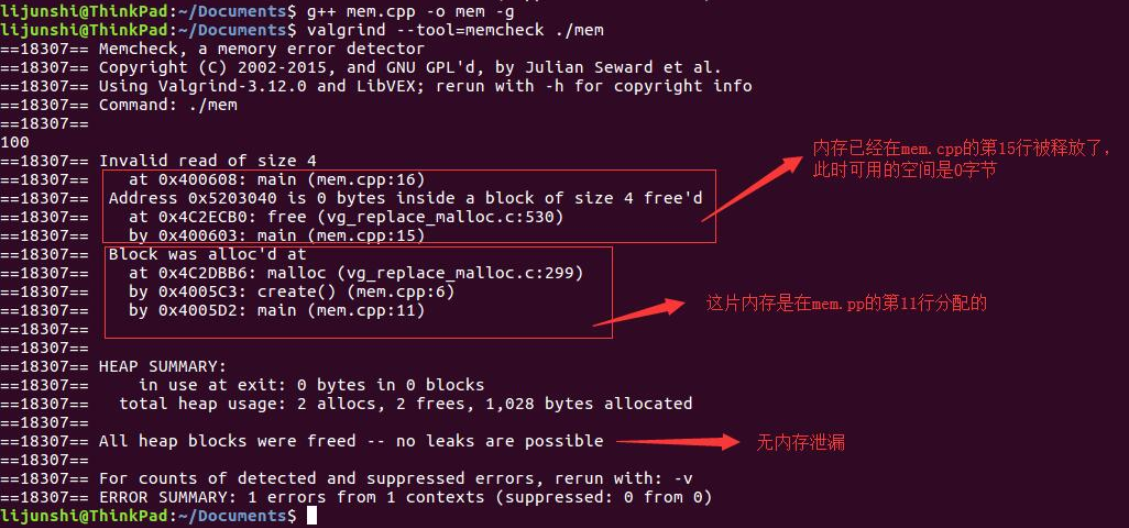 lijunshi@ThinkPad:~/Documents$ g++ mem.cpp -o mem -g
lijunshi@ThinkPad:~/Documents$ valgrind --tool=memcheck ./mem
==18307== Memcheck, a memory error detector
==18307== Copyright (C) 2002-2015, and GNU GPL'd, by Julian Seward et al.
==18307== Using Valgrind-3.12.0 and LibVEX; rerun with -h for copyright info
==18307== Command: ./mem
==18307==
100
==18307== Invalid read of size 4
==18307==    at 0x400608: main (mem.cpp:16)
==18307==  Address 0x5203040 is 0 bytes inside a block of size 4 free'd
==18307==    at 0x4C2ECB0: free (vg_replace_malloc.c:530)
==18307==    by 0x400603: main (mem.cpp:15)
内存已经在mem.cpp的第15行被释放了，
此时可用的空间是0字节
==18307==  Block was alloc'd at
==18307==    at 0x4C2DBB6: malloc (vg_replace_malloc.c:299)
==18307==    by 0x4005C3: create() (mem.cpp:6)
==18307==    by 0x4005D2: main (mem.cpp:11)
这片内存是在mem.pp的第11行分配的
==18307==
==18307==
==18307== HEAP SUMMARY:
==18307==     in use at exit: 0 bytes in 0 blocks
==18307==   total heap usage: 2 allocs, 2 frees, 1,028 bytes allocated
==18307==
==18307== All heap blocks were freed -- no leaks are possible
无内存泄漏
==18307==
==18307== For counts of detected and suppressed errors, rerun with: -v
==18307== ERROR SUMMARY: 1 errors from 1 contexts (suppressed: 0 from 0)
lijunshi@ThinkPad:~/Documents$